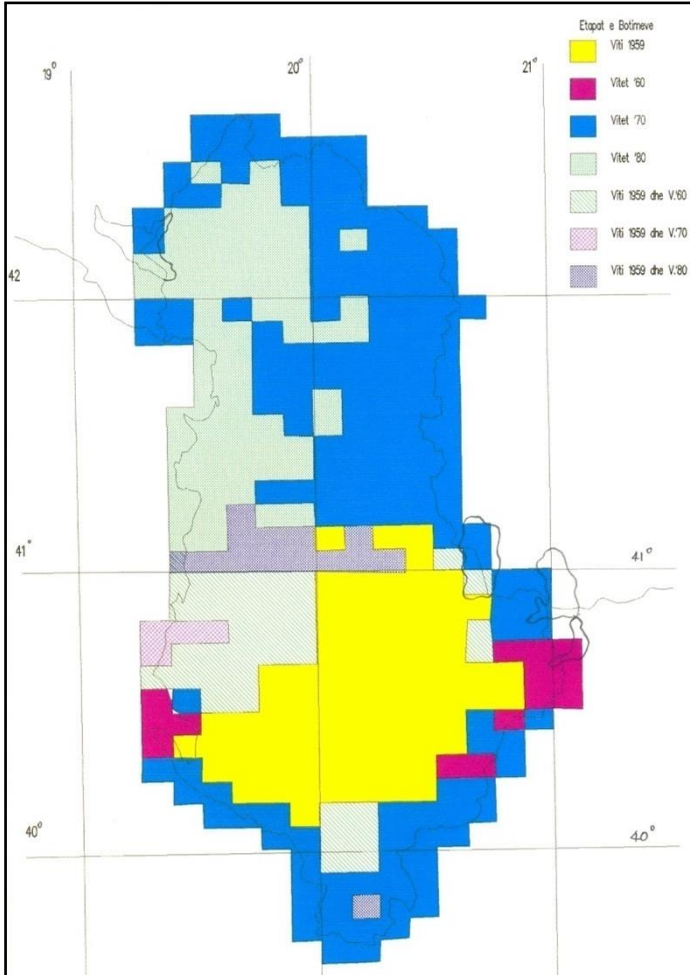 Etapat e Botimeve
Viti 1959
Vitet '60
Vitet '70
Vitet '80
Viti 1959 dhe V.'60
Viti 1959 dhe V.'70
Viti 1959 dhe V.'80
19°
20°
21°
42
41°
41°
40°
40°